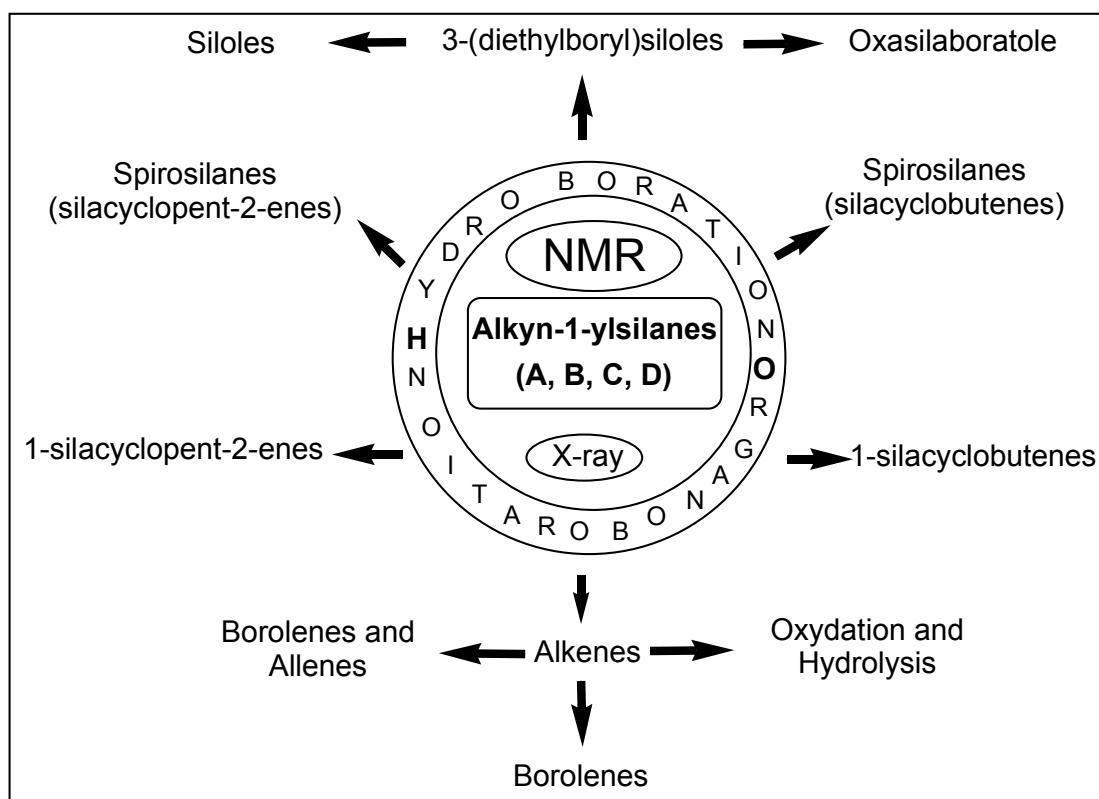 Siloles
3-(diethylboryl)siloles
Oxasilaboratole
Spirosilanes
(silacyclopent-2-enes)
Spirosilanes
(silacyclobutenes)
HYDROBORATION
ORGANOBORATION
NMR
Alkyn-1-ylsilanes
(A, B, C, D)
X-ray
1-silacyclopent-2-enes
1-silacyclobutenes
Borolenes and
Allenes
Alkenes
Oxydation and
Hydrolysis
Borolenes